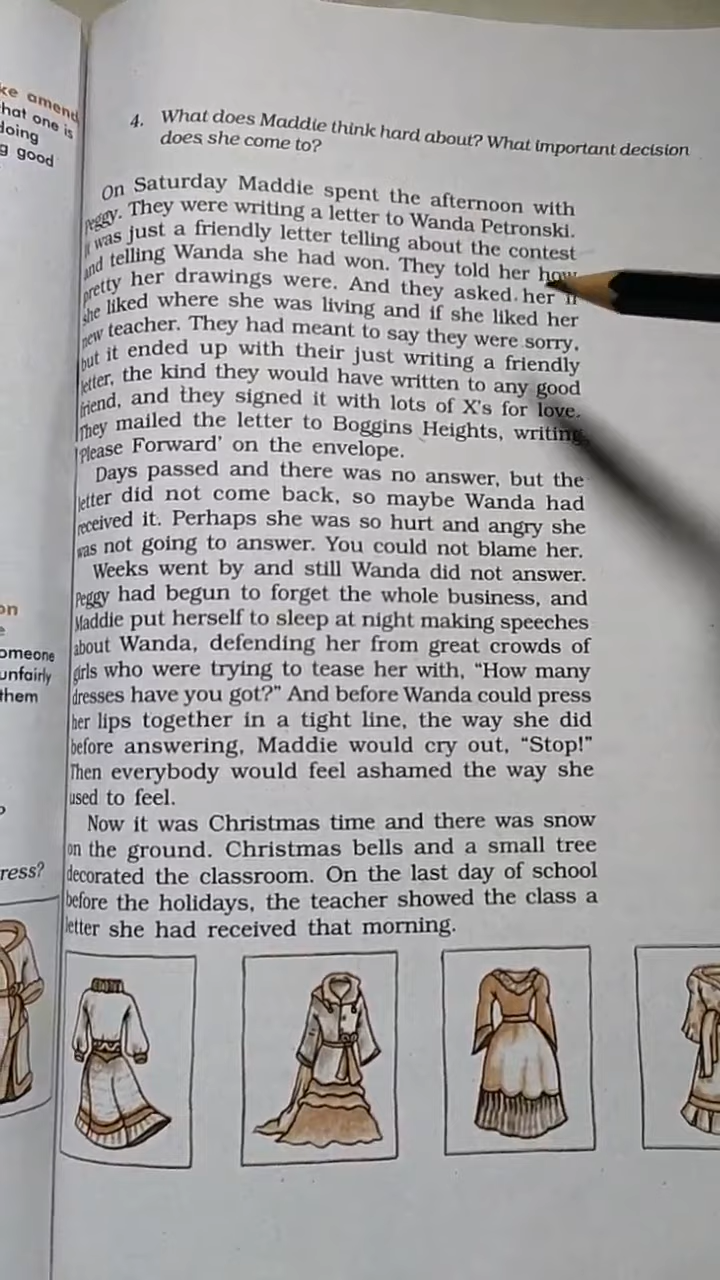 ke amend
hat one is
doing
g good
4. What does Maddie think hard about? What important decision
does she come to?
On Saturday Maddie spent the afternoon with
Peggy. They were writing a letter to Wanda Petronski.
It was just a friendly letter telling about the contest
and telling Wanda she had won. They told her how
pretty her drawings were. And they asked her if
she liked where she was living and if she liked her
new teacher. They had meant to say they were sorry,
but it ended up with their just writing a friendly
letter, the kind they would have written to any good
friend, and they signed it with lots of X's for love.
They mailed the letter to Boggins Heights, writing
'Please Forward' on the envelope.
Days passed and there was no answer, but the
letter did not come back, so maybe Wanda had
received it. Perhaps she was so hurt and angry she
was not going to answer. You could not blame her.
Weeks went by and still Wanda did not answer.
Peggy had begun to forget the whole business, and
Maddie put herself to sleep at night making speeches
about Wanda, defending her from great crowds of
girls who were trying to tease her with, “How many
dresses have you got?” And before Wanda could press
her lips together in a tight line, the way she did
before answering, Maddie would cry out, “Stop!”
Then everybody would feel ashamed the way she
used to feel.
Now it was Christmas time and there was snow
on the ground. Christmas bells and a small tree
decorated the classroom. On the last day of school
before the holidays, the teacher showed the class a
letter she had received that morning.
on
e
omeone
unfairly
them
?
ress?